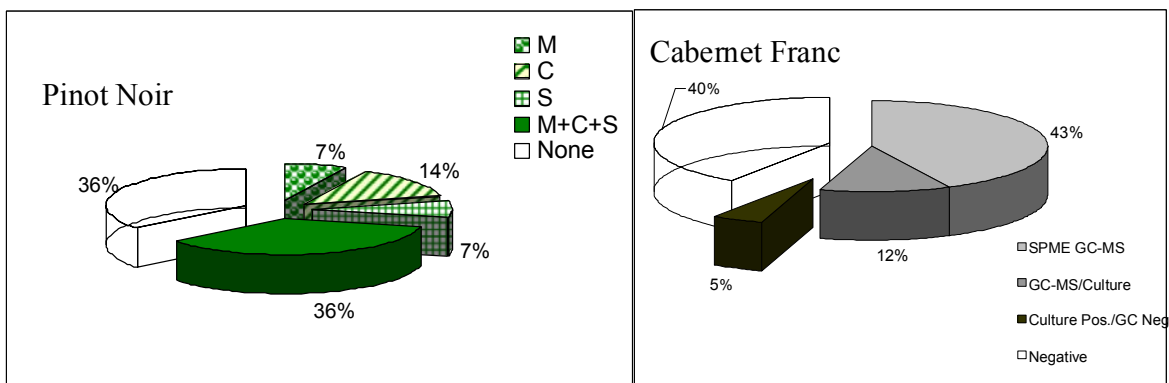 Pinot Noir
M
C
S
M+C+S
None
7%
14%
7%
36%
36%
Cabernet Franc
40%
43%
12%
5%
SPME GC-MS
GC-MS/Culture
Culture Pos./GC Neg
Negative